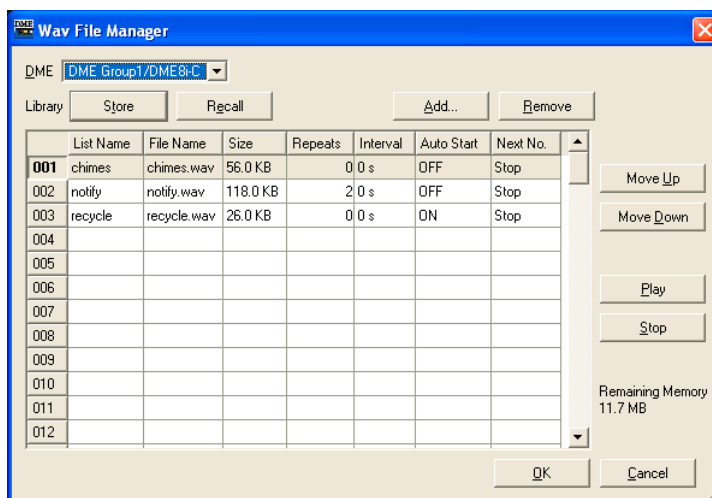 DME Wav File Manager
DME DME Group1/DME8i-C
Library Store Recall Add... Remove
List Name File Name Size Repeats Interval Auto Start Next No.
001 chimes chimes.wav 56.0 KB 0 0 s OFF Stop
002 notify notify.wav 118.0 KB 2 0 s OFF Stop
003 recycle recycle.wav 26.0 KB 0 0 s ON Stop
004
005
006
007
008
009
010
011
012
Move Up
Move Down
Play
Stop
Remaining Memory
11.7 MB
OK Cancel